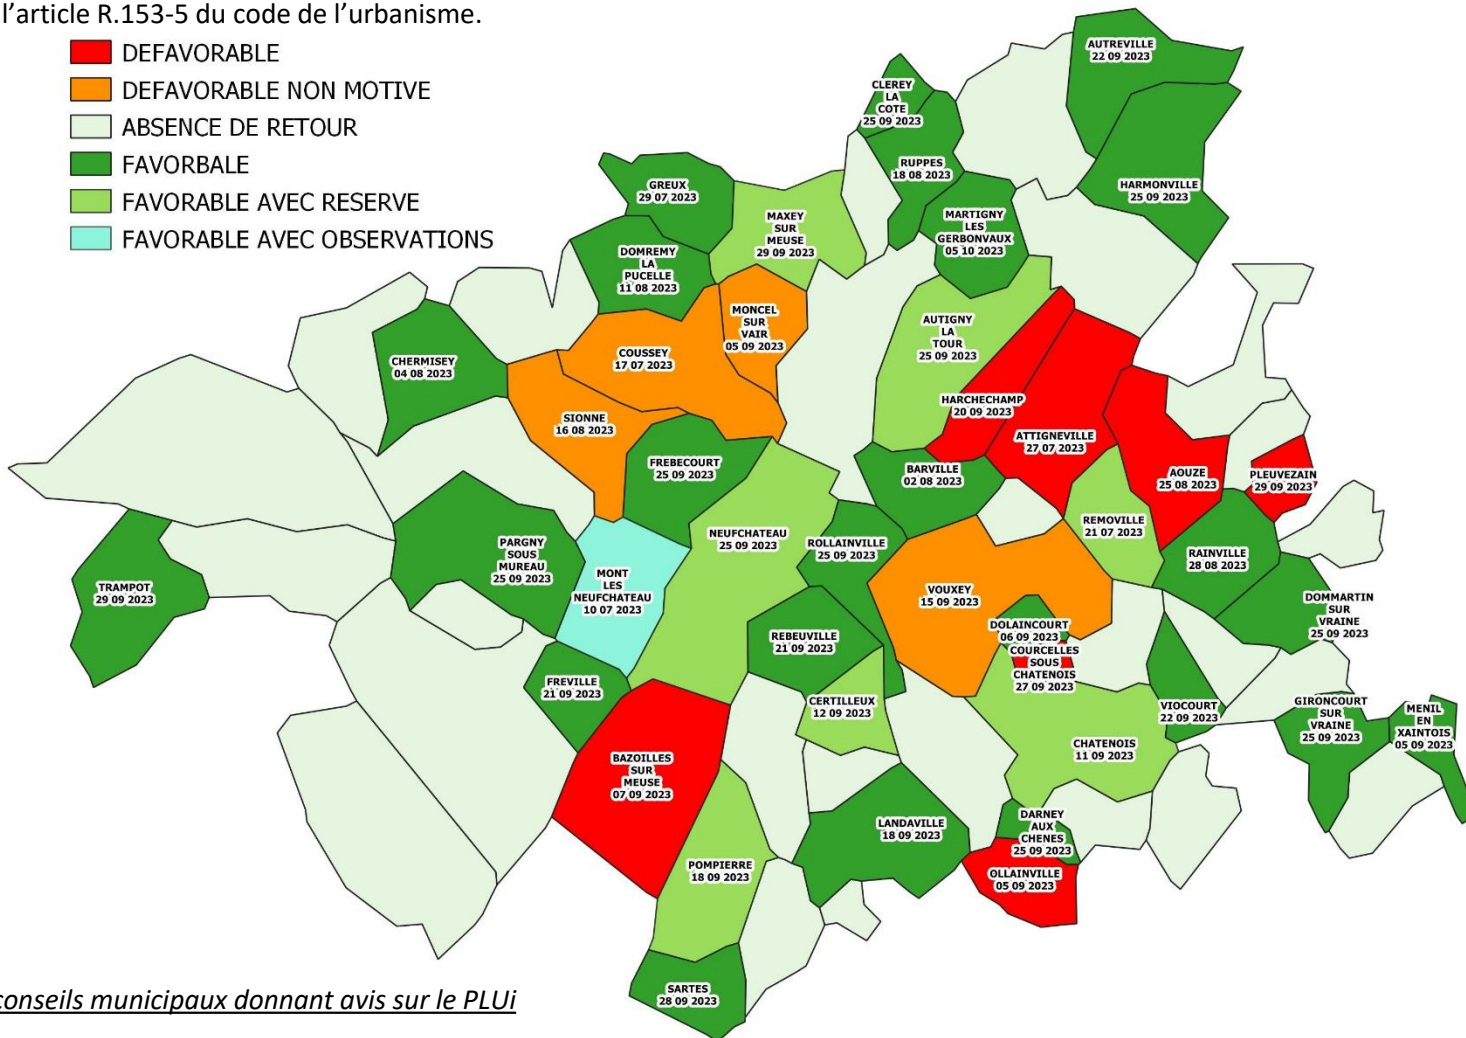 l’article R.153-5 du code de l’urbanisme.
DEFAVORABLE
DEFAVORABLE NON MOTIVE
ABSENCE DE RETOUR
FAVORBALE
FAVORABLE AVEC RESERVE
FAVORABLE AVEC OBSERVATIONS
AUTREVILLE
22 09 2023
CLEREY
LA
COTE
25 09 2023
RUPPES
18 08 2023
HARMONVILLE
25 09 2023
GREUX
29 07 2023
MAXEY
SUR
MEUSE
29 09 2023
MARTIGNY
LES
GERBONVAUX
05 10 2023
DOMREMY
LA
PUCELLE
11 08 2023
MONCEL
SUR
VAIR
05 09 2023
AUTIGNY
LA
TOUR
25 09 2023
CHERMISEY
04 08 2023
COUSSEY
17 07 2023
HARCHECHAMP
20 09 2023
SIONNE
16 08 2023
ATTIGNEVILLE
27 07 2023
FREBECOURT
25 09 2023
BARVILLE
02 08 2023
AOUZE
25 08 2023
PLEUVEZAIN
29 09 2023
NEUFCHATEAU
25 09 2023
ROLLAINVILLE
25 09 2023
REMOVILLE
21 07 2023
PARGNY
SOUS
MUREAU
25 09 2023
RAINVILLE
28 08 2023
TRAMPOT
29 09 2023
MONT
LES
NEUFCHATEAU
10 07 2023
VOUXEY
15 09 2023
DOMMARTIN
SUR
VRAINE
25 09 2023
REBEUVILLE
21 09 2023
DOLAINCOURT
06 09 2023
COURCELLES
SOUS
CHATENOIS
27 09 2023
FREVILLE
21 09 2023
CERTILLEUX
12 09 2023
VIOCOURT
22 09 2023
GIRONCOURT
SUR
VRAINE
25 09 2023
MENIL
EN
XAINTOIS
05 09 2023
CHATENOIS
11 09 2023
BAZOILLES
SUR
MEUSE
07 09 2023
LANDAVILLE
18 09 2023
DARNEY
AUX
CHENES
25 09 2023
POMPIERRE
18 09 2023
OLLAINVILLE
05 09 2023
SARTES
28 09 2023
conseils municipaux donnant avis sur le PLUi